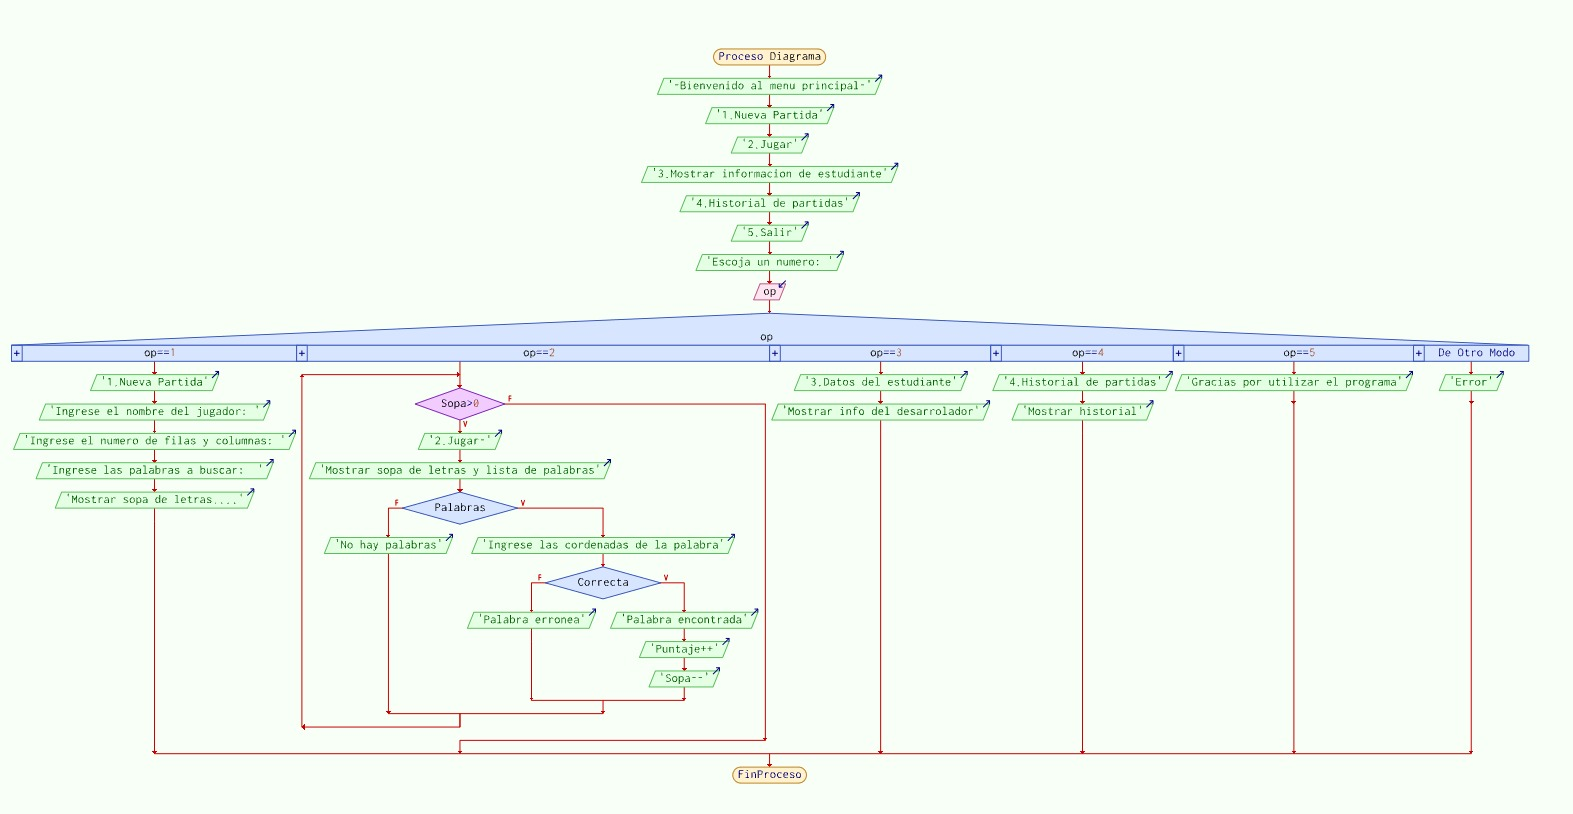 Proceso Diagrama
'-Bienvenido al menu principal-'
'1.Nueva Partida'
'2.Jugar'
'3.Mostrar informacion de estudiante'
'4.Historial de partidas'
'5.Salir'
'Escoja un numero: '
op
op
+ op==1 + op==2 + op==3 + op==4 + op==5 + De Otro Modo
'1.Nueva Partida'
'Ingrese el nombre del jugador: '
'Ingrese el numero de filas y columnas: '
'Ingrese las palabras a buscar:  '
'Mostrar sopa de letras....'
Sopa>0
F
V
'2.Jugar-'
'Mostrar sopa de letras y lista de palabras'
F
Palabras
V
'No hay palabras'
'Ingrese las cordenadas de la palabra'
F
Correcta
V
'Palabra erronea'
'Palabra encontrada'
'Puntaje++'
'Sopa--'
'3.Datos del estudiante'
'Mostrar info del desarrolador'
'4.Historial de partidas'
'Mostrar historial'
'Gracias por utilizar el programa'
'Error'
FinProceso